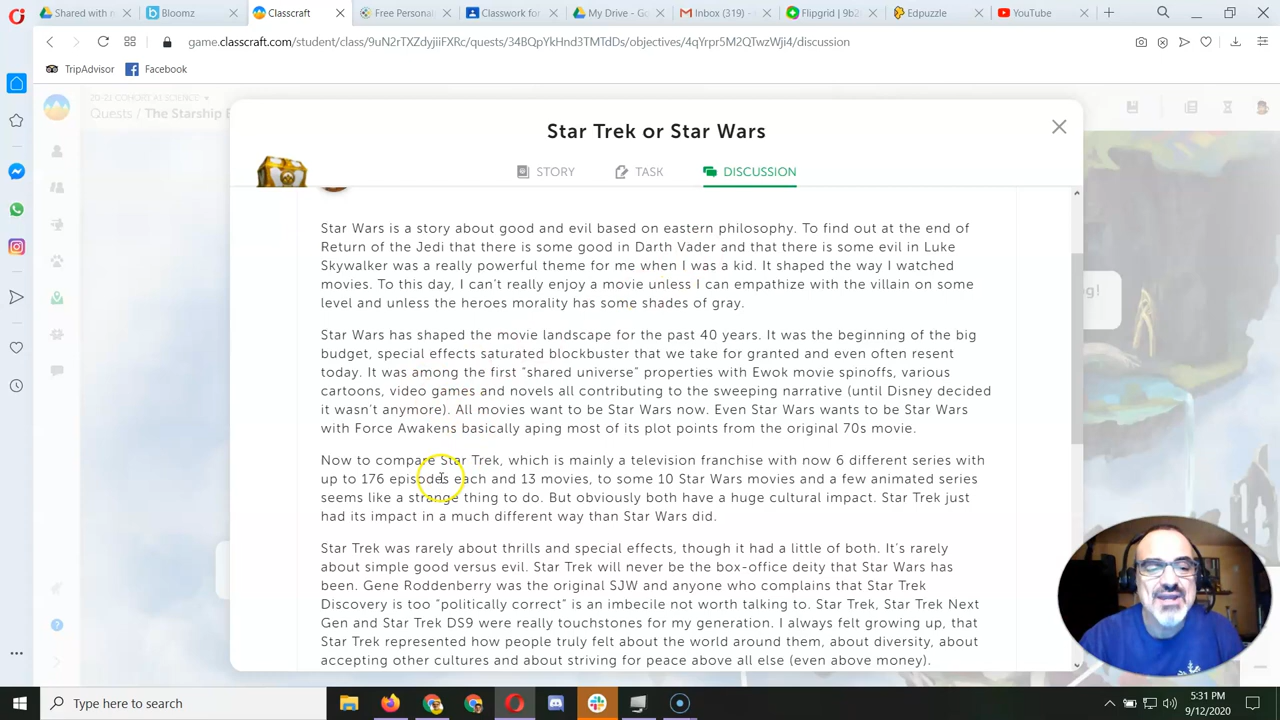 Shared with m
Bloomz
Classcraft
Free Personal
Classwork for
My Drive - Go
Inbox (319) -
Flipgrid | 9b2
Edpuzzle
YouTube
game.classcraft.com/student/class/9uN2rTXZdyjiiFXRc/quests/34BQpYkHnd3TMTdDs/objectives/4qYrpr5M2QTwzWji4/discussion
TripAdvisor
Facebook
Quests / The Starship
Star Trek or Star Wars
STORY
TASK
DISCUSSION
Star Wars is a story about good and evil based on eastern philosophy. To find out at the end of
Return of the Jedi that there is some good in Darth Vader and that there is some evil in Luke
Skywalker was a really powerful theme for me when I was a kid. It shaped the way I watched
movies. To this day, I can't really enjoy a movie unless I can empathize with the villain on some
level and unless the heroes morality has some shades of gray.
Star Wars has shaped the movie landscape for the past 40 years. It was the beginning of the big
budget, special effects saturated blockbuster that we take for granted and even often resent
today. It was among the first “shared universe” properties with Ewok movie spinoffs, various
cartoons, video games and novels all contributing to the sweeping narrative (until Disney decided
it wasn't anymore). All movies want to be Star Wars now. Even Star Wars wants to be Star Wars
with Force Awakens basically aping most of its plot points from the original 70s movie.
Now to compare Star Trek, which is mainly a television franchise with now 6 different series with
up to 176 episodes each and 13 movies, to some 10 Star Wars movies and a few animated series
seems like a strange thing to do. But obviously both have a huge cultural impact. Star Trek just
had its impact in a much different way than Star Wars did.
Star Trek was rarely about thrills and special effects, though it had a little of both. It's rarely
about simple good versus evil. Star Trek will never be the box-office deity that Star Wars has
been. Gene Roddenberry was the original SJW and anyone who complains that Star Trek
Discovery is too “politically correct” is an imbecile not worth talking to. Star Trek, Star Trek Next
Gen and Star Trek DS9 were really touchstones for my generation. I always felt growing up, that
Star Trek represented how people truly felt about the world around them, about diversity, about
accepting other cultures and about striving for peace above all else (even above money).
Type here to search
5:31 PM
9/12/2020